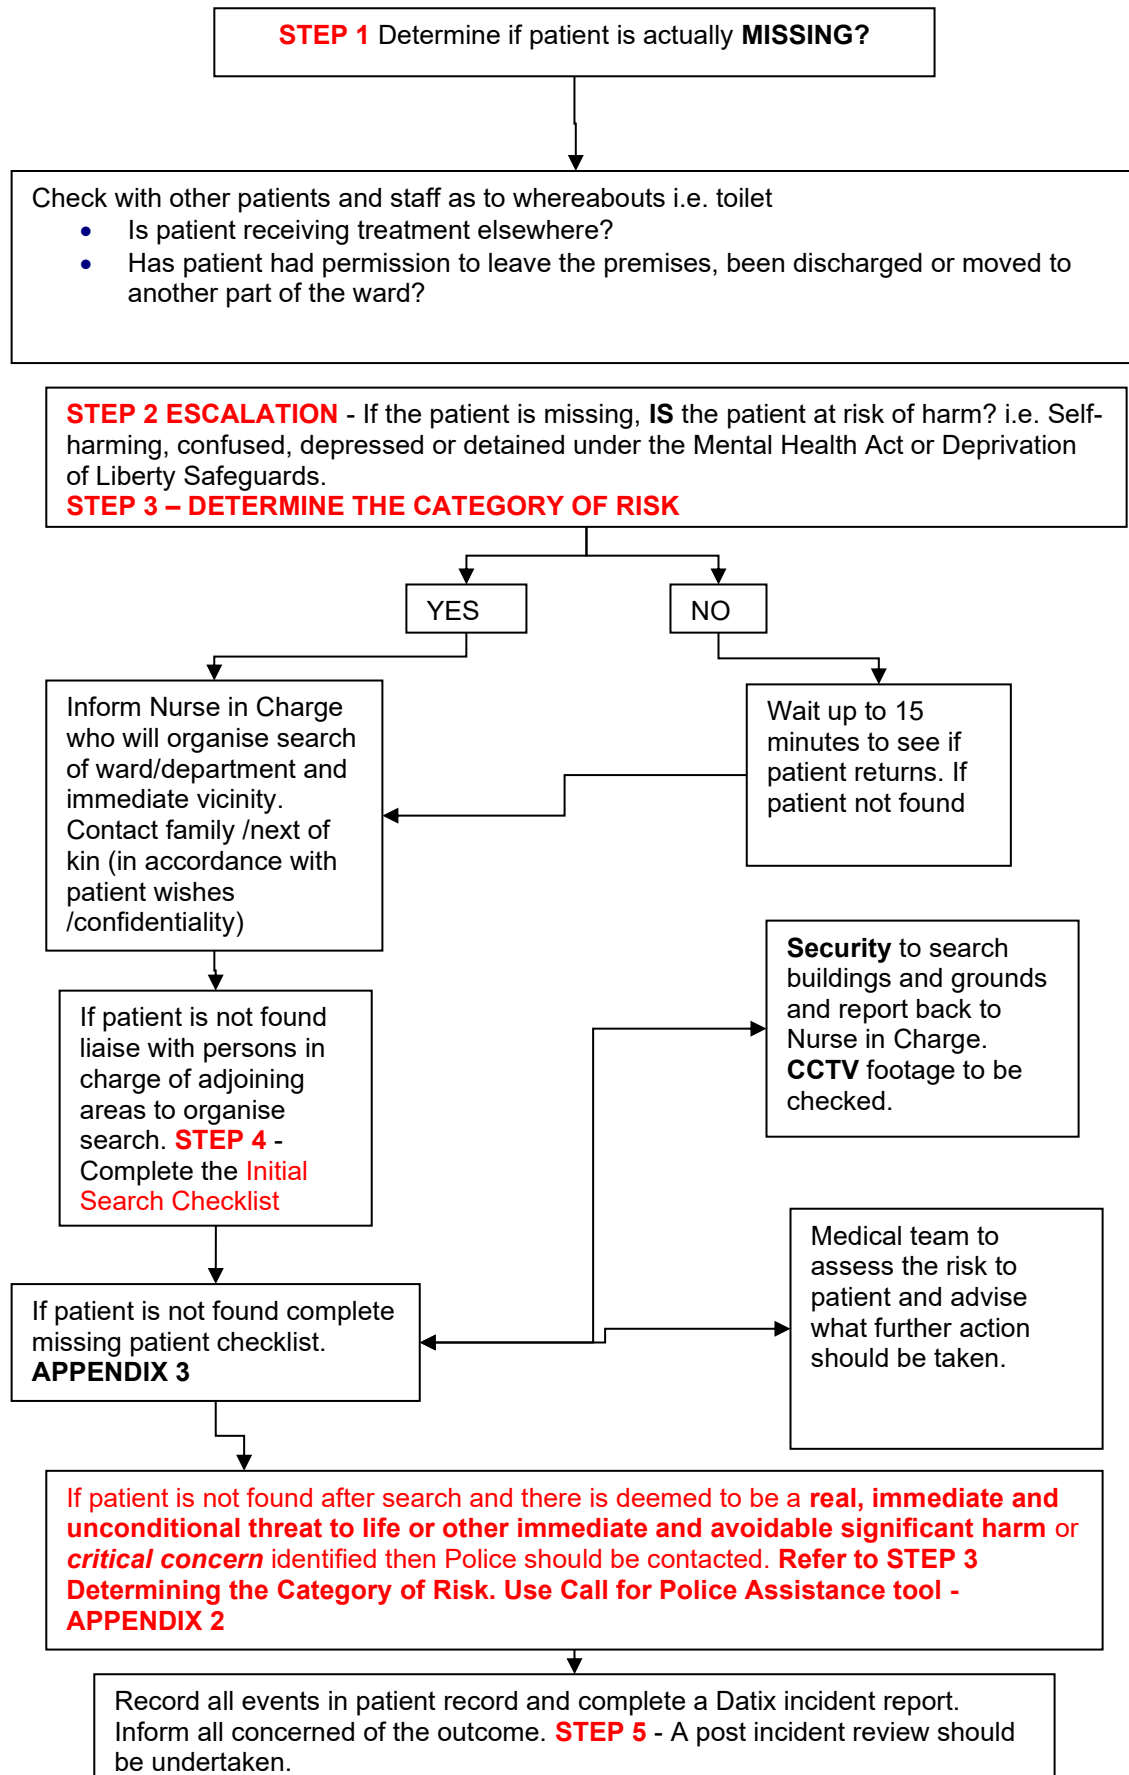 STEP 1 Determine if patient is actually MISSING?
Check with other patients and staff as to whereabouts i.e. toilet
• Is patient receiving treatment elsewhere?
• Has patient had permission to leave the premises, been discharged or moved to
another part of the ward?
STEP 2 ESCALATION - If the patient is missing, IS the patient at risk of harm? i.e. Self-
harming, confused, depressed or detained under the Mental Health Act or Deprivation
of Liberty Safeguards.
STEP 3 – DETERMINE THE CATEGORY OF RISK
YES
NO
Inform Nurse in Charge
who will organise search
of ward/department and
immediate vicinity.
Contact family /next of
kin (in accordance with
patient wishes
/confidentiality)
Wait up to 15
minutes to see if
patient returns. If
patient not found
Security to search
buildings and grounds
and report back to
Nurse in Charge.
CCTV footage to be
checked.
If patient is not found
liaise with persons in
charge of adjoining
areas to organise
search. STEP 4 -
Complete the Initial
Search Checklist
Medical team to
assess the risk to
patient and advise
what further action
should be taken.
If patient is not found complete
missing patient checklist.
APPENDIX 3
If patient is not found after search and there is deemed to be a real, immediate and
unconditional threat to life or other immediate and avoidable significant harm or
critical concern identified then Police should be contacted. Refer to STEP 3
Determining the Category of Risk. Use Call for Police Assistance tool -
APPENDIX 2
Record all events in patient record and complete a Datix incident report.
Inform all concerned of the outcome. STEP 5 - A post incident review should
be undertaken.